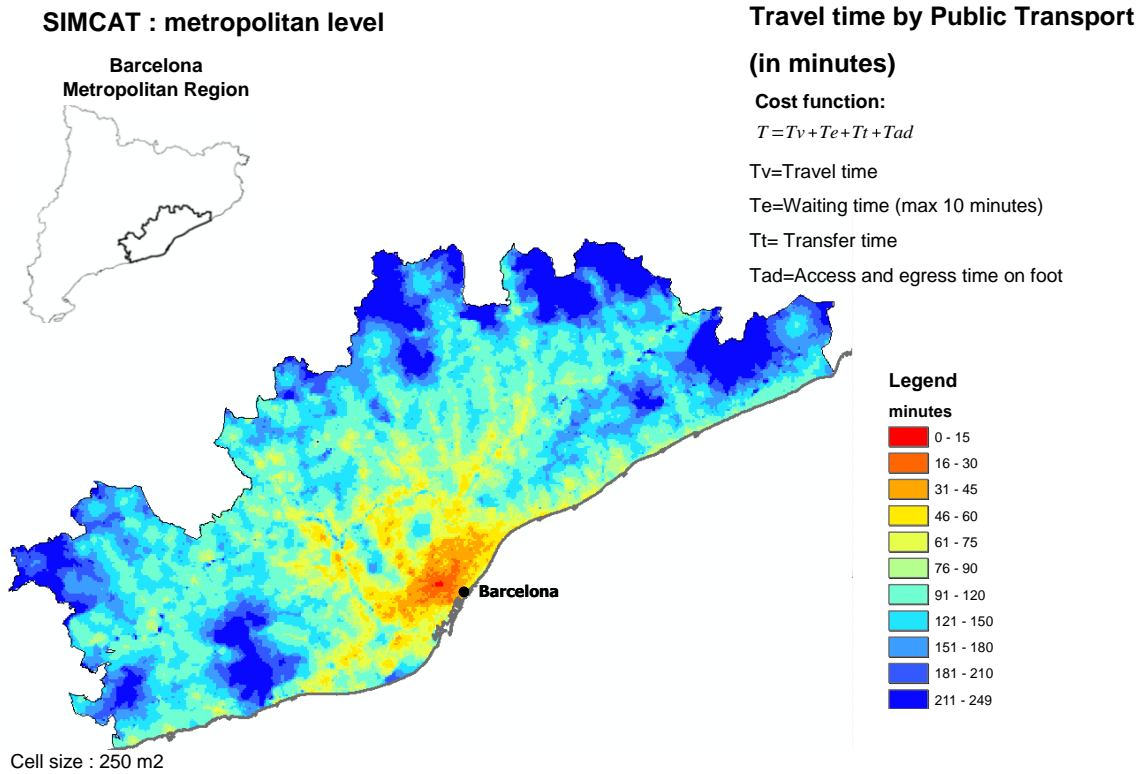 SIMCAT : metropolitan level
Barcelona
Metropolitan Region
Travel time by Public Transport
(in minutes)
Cost function:
T = Tv + Te + Tt + Tad
Tv=Travel time
Te=Waiting time (max 10 minutes)
Tt= Transfer time
Tad=Access and egress time on foot
Legend
minutes
0 - 15
16 - 30
31 - 45
46 - 60
61 - 75
76 - 90
91 - 120
121 - 150
151 - 180
181 - 210
211 - 249
Barcelona
Cell size : 250 m2